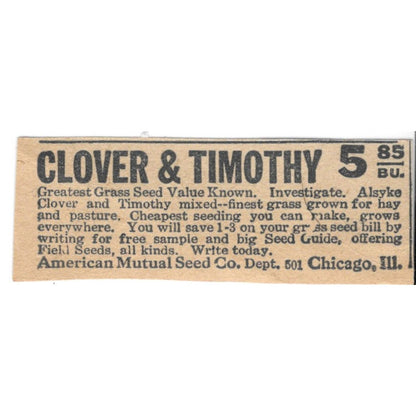 CLOVER & TIMOTHY 5 85 BU.
Greatest Grass Seed Value Known. Investigate. Alsyke
Clover and Timothy mixed--finest grass grown for hay
and pasture. Cheapest seeding you can make, grows
everywhere. You will save 1-3 on your grass seed bill by
writing for free sample and big Seed Guide, offering
Field Seeds, all kinds. Write today.
American Mutual Seed Co. Dept. 501 Chicago, Ill.